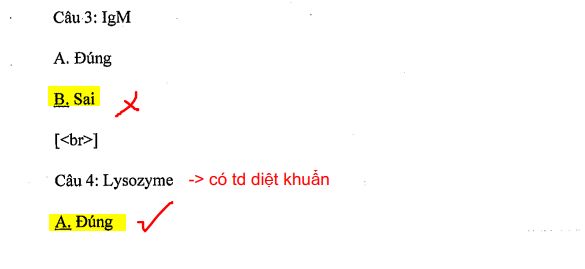 Câu 3: IgM
A. Đúng
B. Sai
[<br>]
Câu 4: Lysozyme -> có td diệt khuẩn
A. Đúng